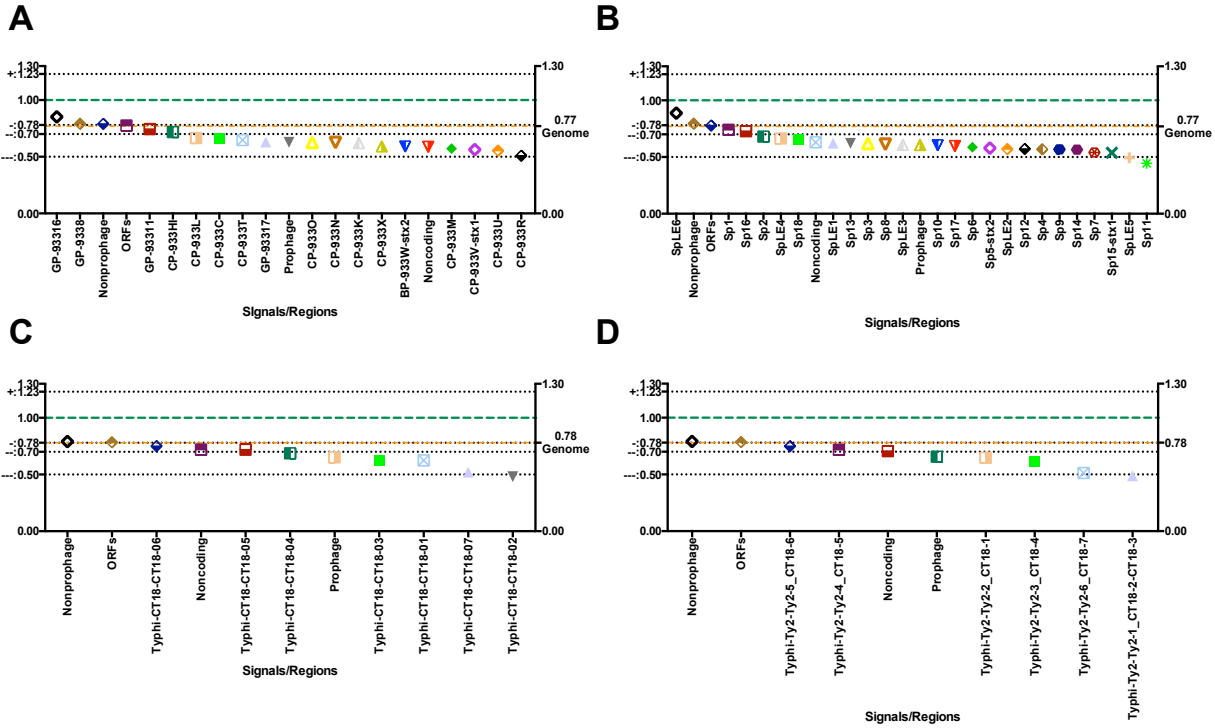 A
1.30
+:1.23
1.00
-:0.78
--:0.70
---:0.50
0.00
1.30
0.77
Genome
0.00
GP-93316
GP-9338
Nonprophage
ORFs
GP-93311
CP-933HI
CP-933L
CP-933C
CP-933T
GP-93317
Prophage
CP-933O
CP-933N
CP-933K
CP-933X
BP-933W-stx2
Noncoding
CP-933M
CP-933V-stx1
CP-933U
CP-933R
SIgnals/Regions
B
1.30
+:1.23
1.00
-:0.78
--:0.70
---:0.50
0.00
1.30
0.77
Genome
0.00
SpLE6
Nonprophage
ORFs
Sp1
Sp16
Sp2
SpLE4
Sp18
Noncoding
SpLE1
Sp13
Sp3
Sp8
SpLE3
Prophage
Sp10
Sp17
Sp6
Sp5-stx2
SpLE2
Sp12
Sp4
Sp9
Sp14
Sp7
Sp15-stx1
SpLE5
Sp11
Signals/Regions
C
1.30
+:1.23
1.00
-:0.78
--:0.70
---:0.50
0.00
1.30
0.78
Genome
0.00
Nonprophage
ORFs
Typhi-CT18-CT18-06
Noncoding
Typhi-CT18-CT18-05
Typhi-CT18-CT18-04
Prophage
Typhi-CT18-CT18-03
Typhi-CT18-CT18-01
Typhi-CT18-CT18-07
Typhi-CT18-CT18-02
Signals/Regions
D
1.30
+:1.23
1.00
-:0.78
--:0.70
---:0.50
0.00
1.30
0.78
0.00
Nonprophage
ORFs
Typhi-Ty2-Ty2-5_CT18-6
Typhi-Ty2-Ty2-4_CT18-5
Noncoding
Prophage
Typhi-Ty2-Ty2-2_CT18-1
Typhi-Ty2-Ty2-3_CT18-4
Typhi-Ty2-Ty2-6_CT18-7
Typhi-Ty2-Ty2-1_CT18-2-CT18-3
Signals/Regions